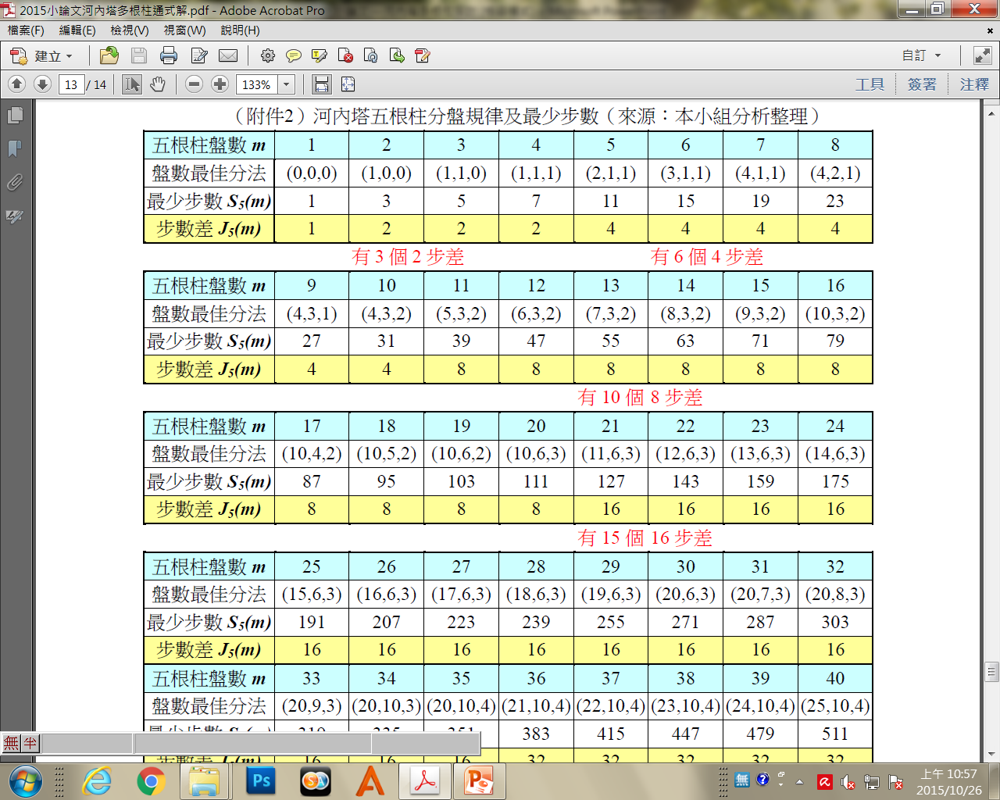 2015小論文河內塔多根柱通式解.pdf - Adobe Acrobat Pro
檔案(F) 編輯(E) 檢視(V) 視窗(W) 說明(H)
建立 自訂
13 / 14 133% 工具 簽署 注釋
（附件2）河內塔五根柱分盤規律及最少步數（來源：本小組分析整理）
五根柱盤數 m 1 2 3 4 5 6 7 8
盤數最佳分法 (0,0,0) (1,0,0) (1,1,0) (1,1,1) (2,1,1) (3,1,1) (4,1,1) (4,2,1)
最少步數 S5(m) 1 3 5 7 11 15 19 23
步數差 J5(m) 1 2 2 2 4 4 4 4
有 3 個 2 步差 有 6 個 4 步差
五根柱盤數 m 9 10 11 12 13 14 15 16
盤數最佳分法 (4,3,1) (4,3,2) (5,3,2) (6,3,2) (7,3,2) (8,3,2) (9,3,2) (10,3,2)
最少步數 S5(m) 27 31 39 47 55 63 71 79
步數差 J5(m) 4 4 8 8 8 8 8 8
有 10 個 8 步差
五根柱盤數 m 17 18 19 20 21 22 23 24
盤數最佳分法 (10,4,2) (10,5,2) (10,6,2) (10,6,3) (11,6,3) (12,6,3) (13,6,3) (14,6,3)
最少步數 S5(m) 87 95 103 111 127 143 159 175
步數差 J5(m) 8 8 8 8 16 16 16 16
有 15 個 16 步差
五根柱盤數 m 25 26 27 28 29 30 31 32
盤數最佳分法 (15,6,3) (16,6,3) (17,6,3) (18,6,3) (19,6,3) (20,6,3) (20,7,3) (20,8,3)
最少步數 S5(m) 191 207 223 239 255 271 287 303
步數差 J5(m) 16 16 16 16 16 16 16 16
五根柱盤數 m 33 34 35 36 37 38 39 40
盤數最佳分法 (20,9,3) (20,10,3) (20,10,4) (21,10,4) (22,10,4) (23,10,4) (24,10,4) (25,10,4)
383 415 447 479 511
32 32 32 32 32
無 半
Ps SA 無 上午 10:57
2015/10/26